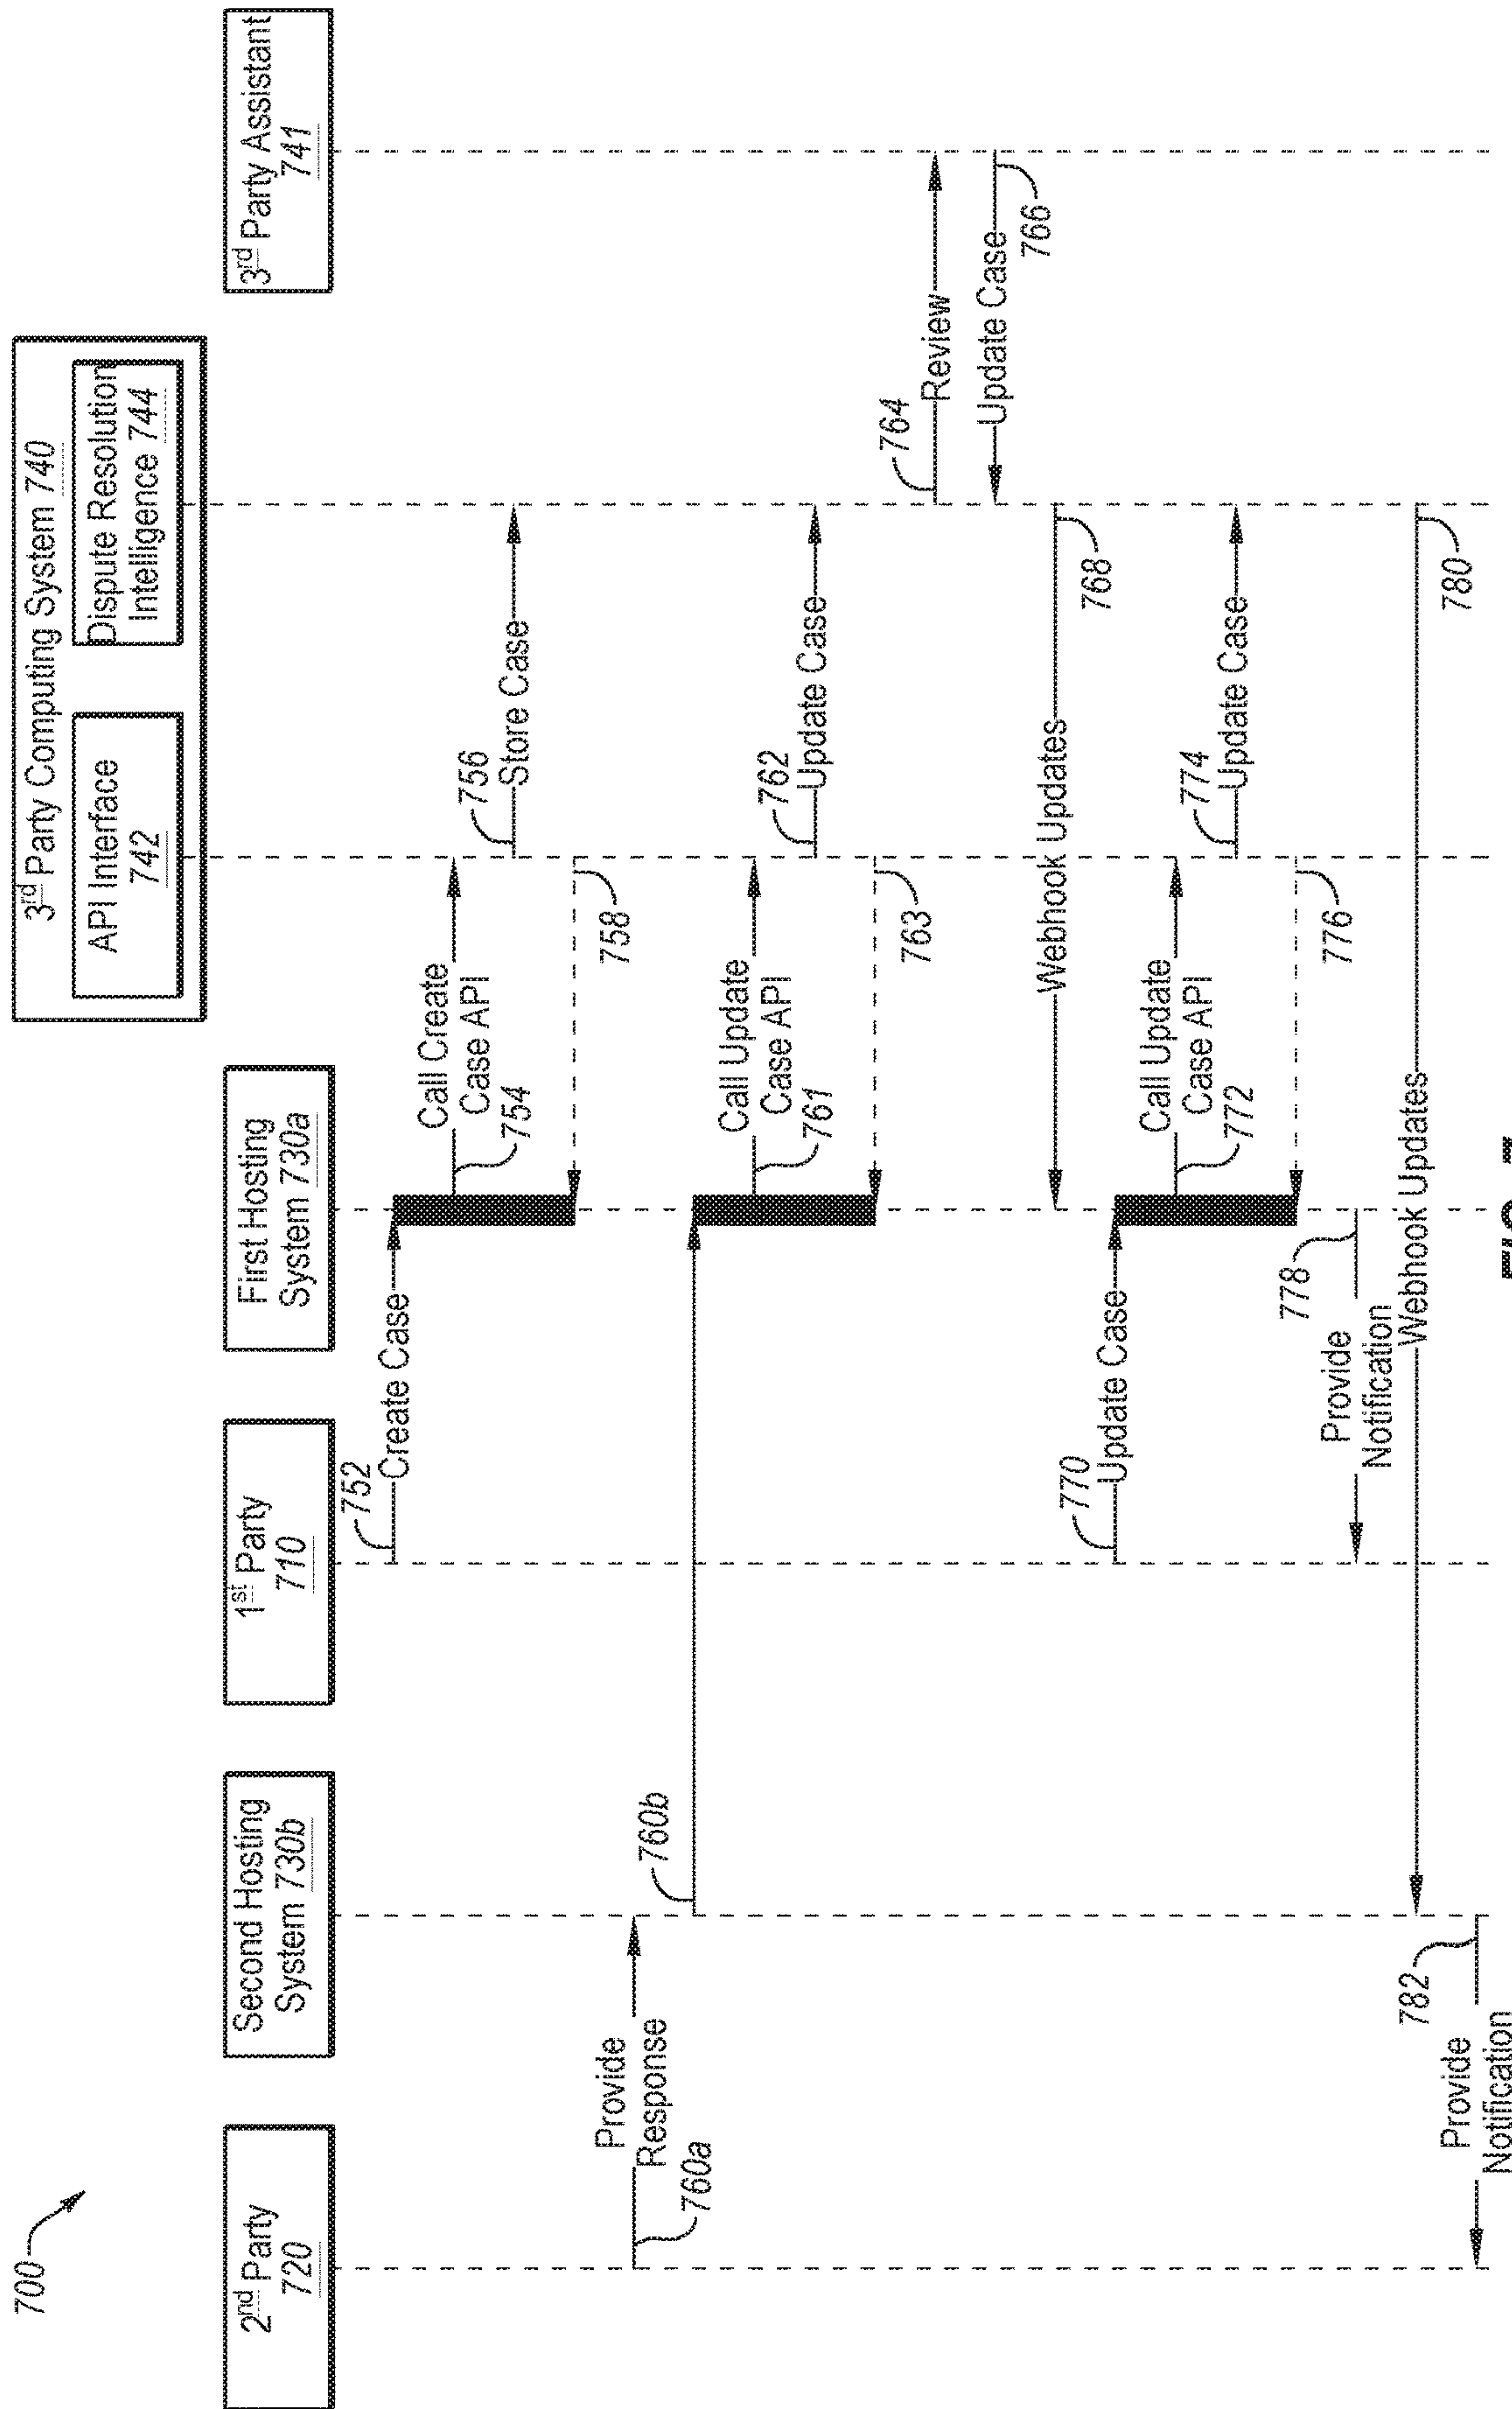 700
2nd Party
720
Second Hosting
System 730b
1st Party
710
First Hosting
System 730a
3rd Party Computing System 740
API Interface
742
Dispute Resolution
Intelligence 744
3rd Party Assistant
741
752
Create Case
Call Create
Case API
754
756
Store Case
758
Provide
Response
760a
760b
Call Update
Case API
761
762
Update Case
763
764
Review
Update Case
766
Webhook Updates
768
770
Update Case
Call Update
Case API
772
774
Update Case
776
778
Provide
Notification
Webhook Updates
780
782
Provide
Notification